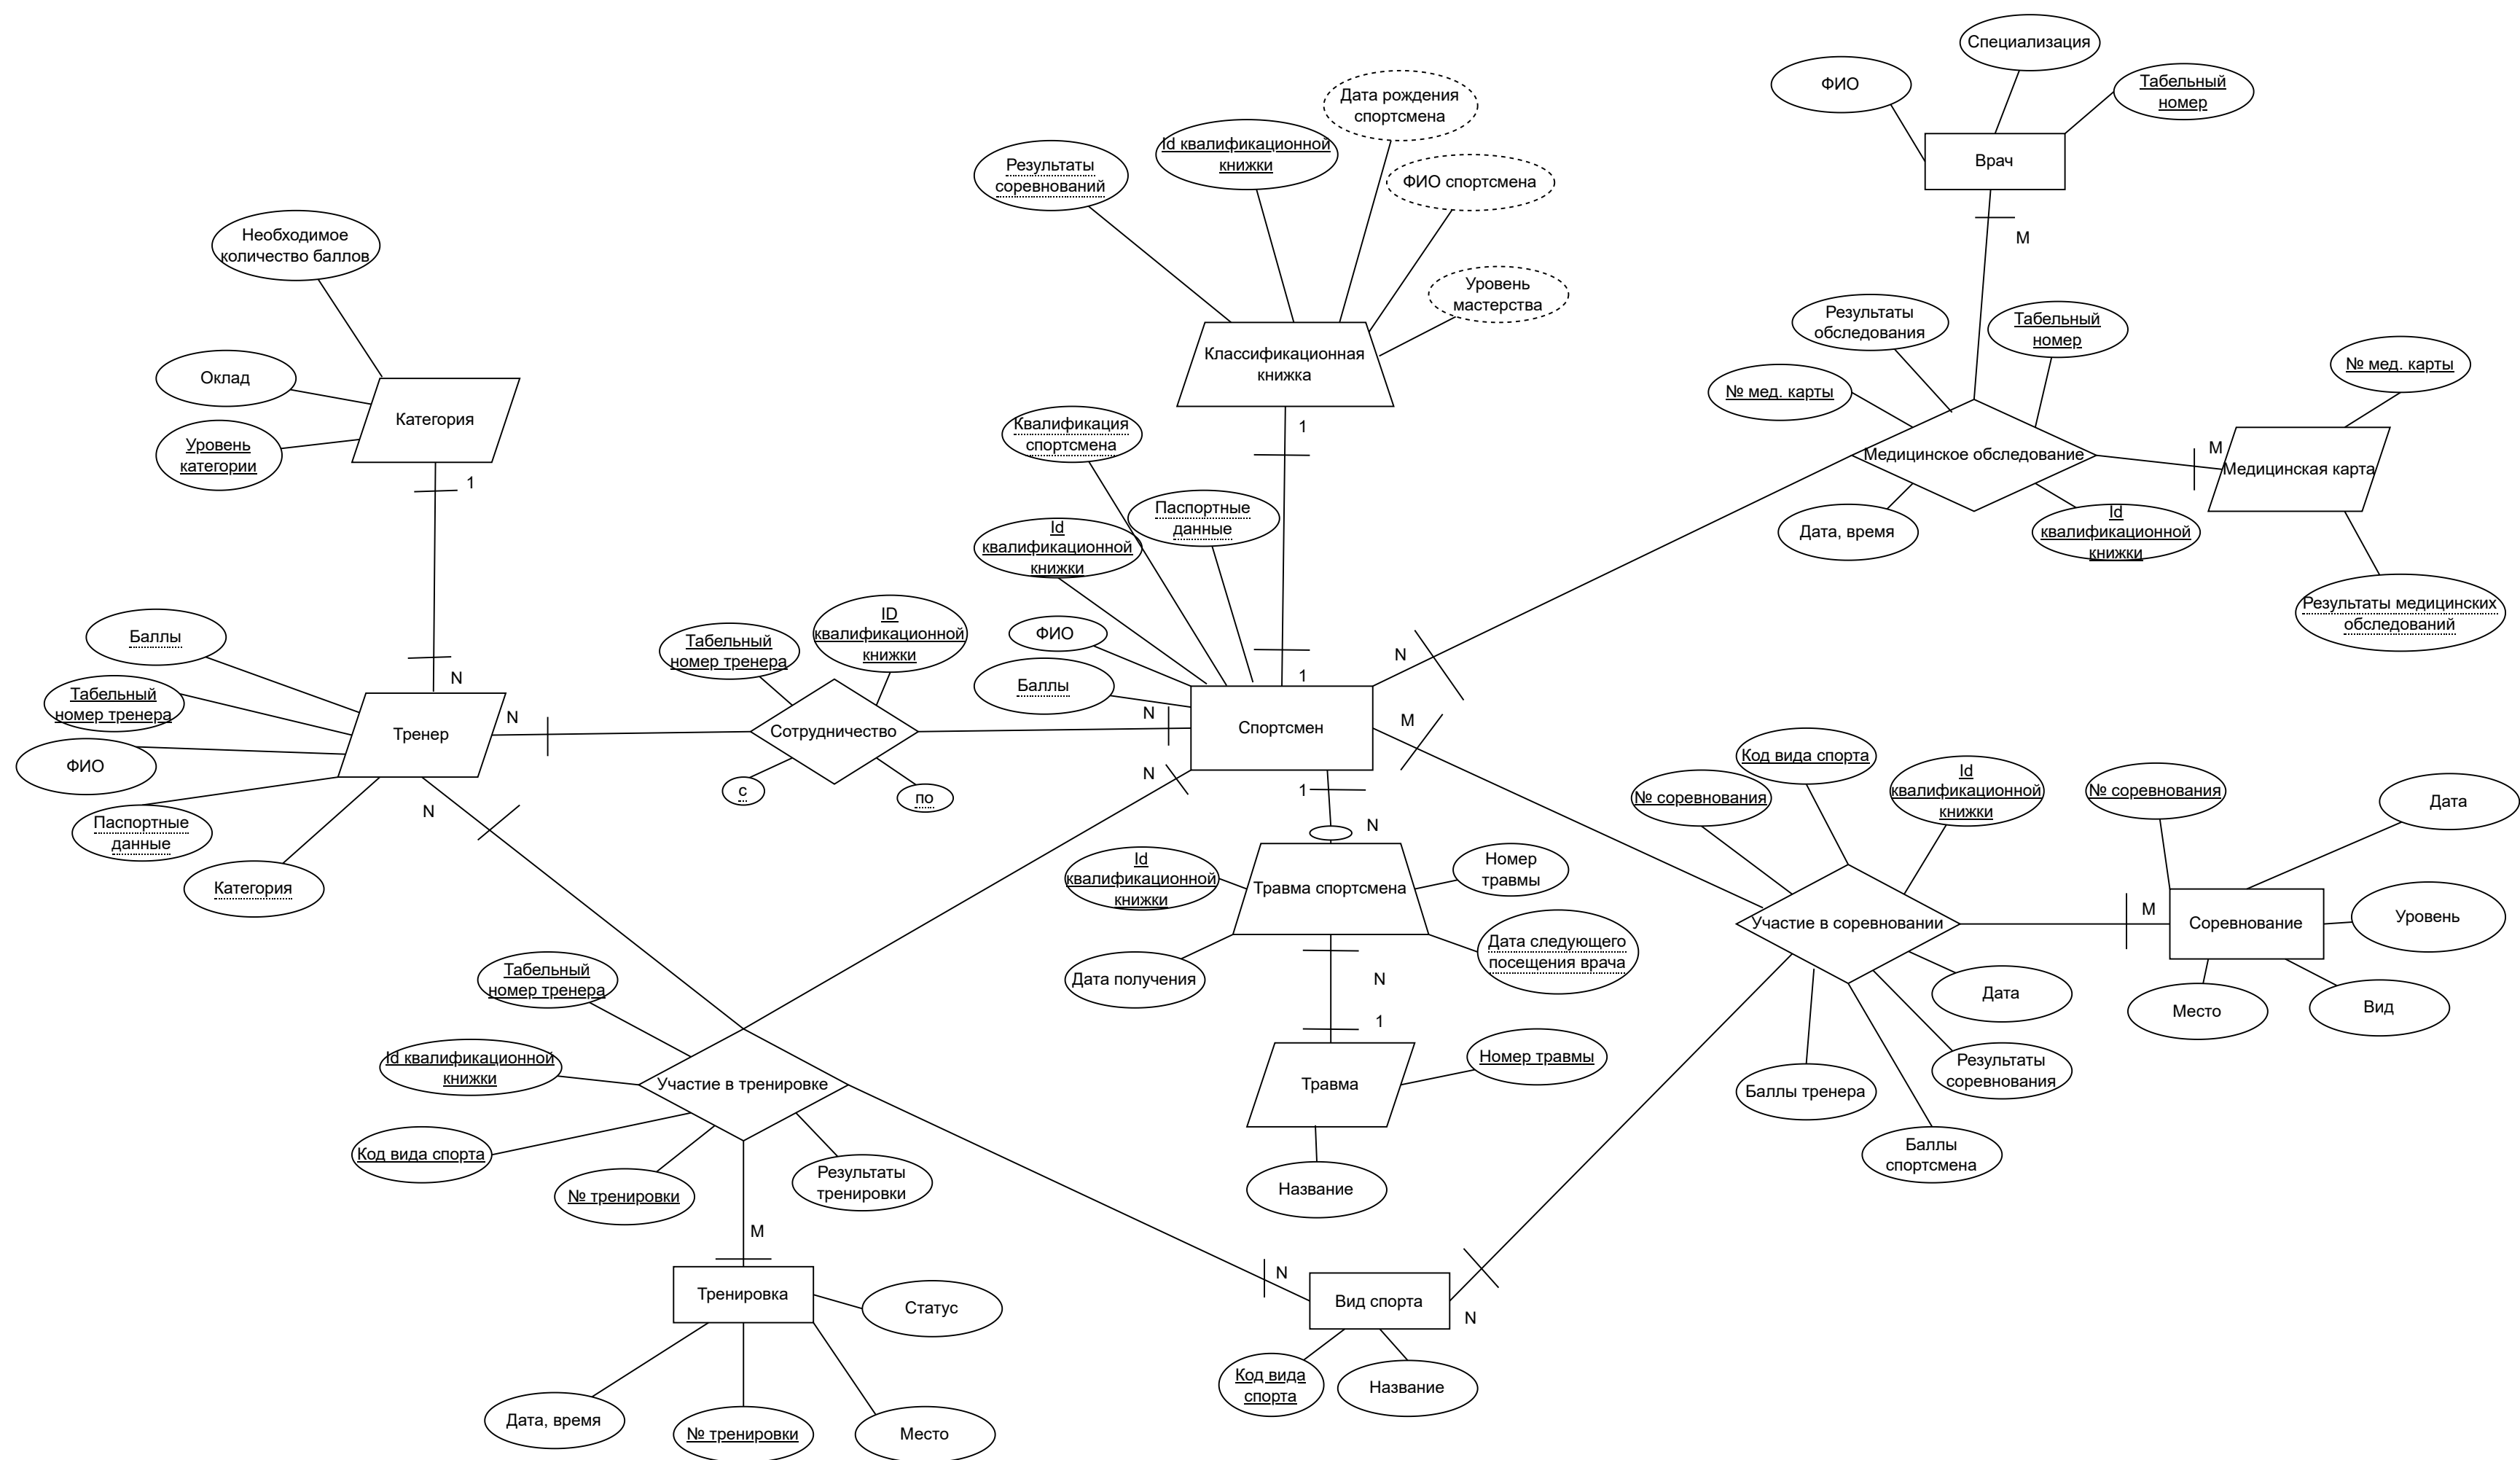 Специализация
ФИО
Табельный
номер
Врач
M
Дата рождения
спортсмена
Id квалификационной
книжки
Результаты
соревнований
ФИО спортсмена
Уровень
мастерства
Классификационная
книжка
1
Необходимое
количество баллов
Оклад
Уровень
категории
Категория
1
Результаты
обследования
Табельный
номер
№ мед. карты
Медицинское обследование
Дата, время
Id
квалификационной
книжки
M
№ мед. карты
Медицинская карта
Результаты медицинских
обследований
Квалификация
спортсмена
Паспортные
данные
Id
квалификационной
книжки
ФИО
Баллы
1
N
N
Спортсмен
M
N
1
Баллы
Табельный
номер тренера
ФИО
Паспортные
данные
Категория
N
Тренер
N
N
Табельный
номер тренера
ID
квалификационной
книжки
Сотрудничество
с
по
N
Id
квалификационной
книжки
Травма спортсмена
Номер
травмы
Дата получения
Дата следующего
посещения врача
N
1
Травма
Номер травмы
Название
Код вида спорта
№ соревнования
Id
квалификационной
книжки
Участие в соревновании
M
Дата
Результаты
соревнования
Баллы тренера
Баллы
спортсмена
№ соревнования
Дата
Соревнование
Уровень
Место
Вид
Табельный
номер тренера
Id квалификационной
книжки
Участие в тренировке
Код вида спорта
№ тренировки
Результаты
тренировки
M
Тренировка
Статус
Дата, время
№ тренировки
Место
N
Вид спорта
N
Код вида
спорта
Название